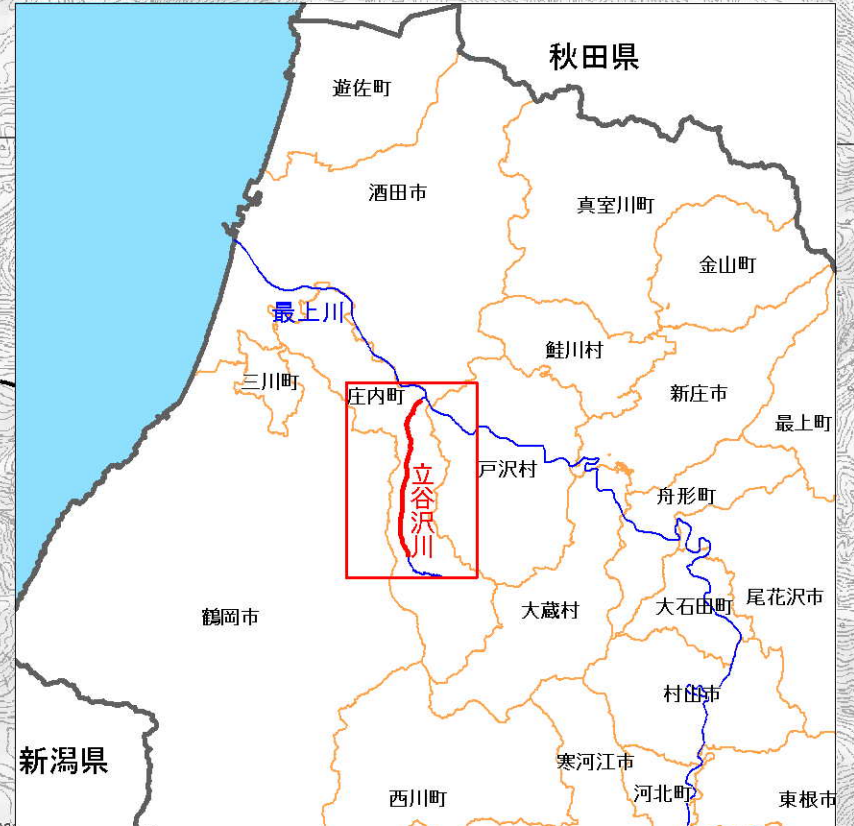 秋田県
遊佐町
酒田市
真室川町
金山町
最上川
鮭川村
三川町
庄内町
新庄市
最上町
戸沢村
立谷沢川
舟形町
鶴岡市
大蔵村
大石田町
尾花沢市
村山市
新潟県
寒河江市
西川町
河北町
東根市